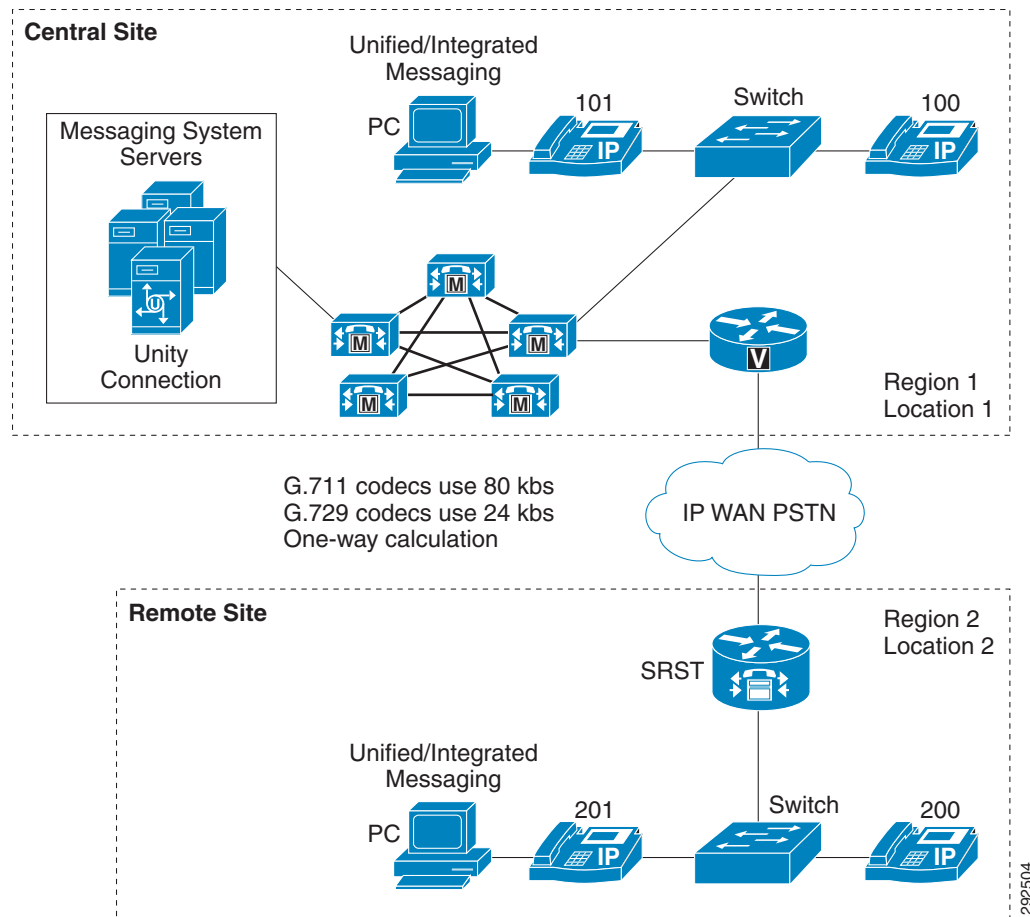 Central Site
Unified/Integrated
Messaging
PC
101
IP
Switch
100
IP
Messaging System
Servers
U
Unity
Connection
M
M
M
M
M
V
Region 1
Location 1
G.711 codecs use 80 kbs
G.729 codecs use 24 kbs
One-way calculation
IP WAN PSTN
Remote Site
Region 2
Location 2
SRST
Unified/Integrated
Messaging
PC
201
IP
Switch
200
IP
292504